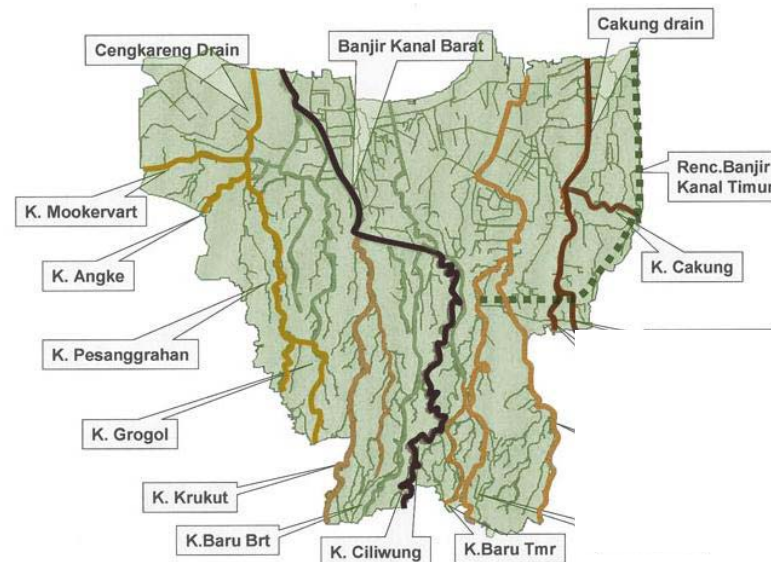 Cakung drain
Cengkareng Drain
Banjir Kanal Barat
Renc.Banjir
Kanal Timur
K. Mookervart
K. Cakung
K. Angke
K. Pesanggrahan
K. Grogol
K. Krukut
K.Baru Brt
K. Ciliwung
K.Baru Tmr